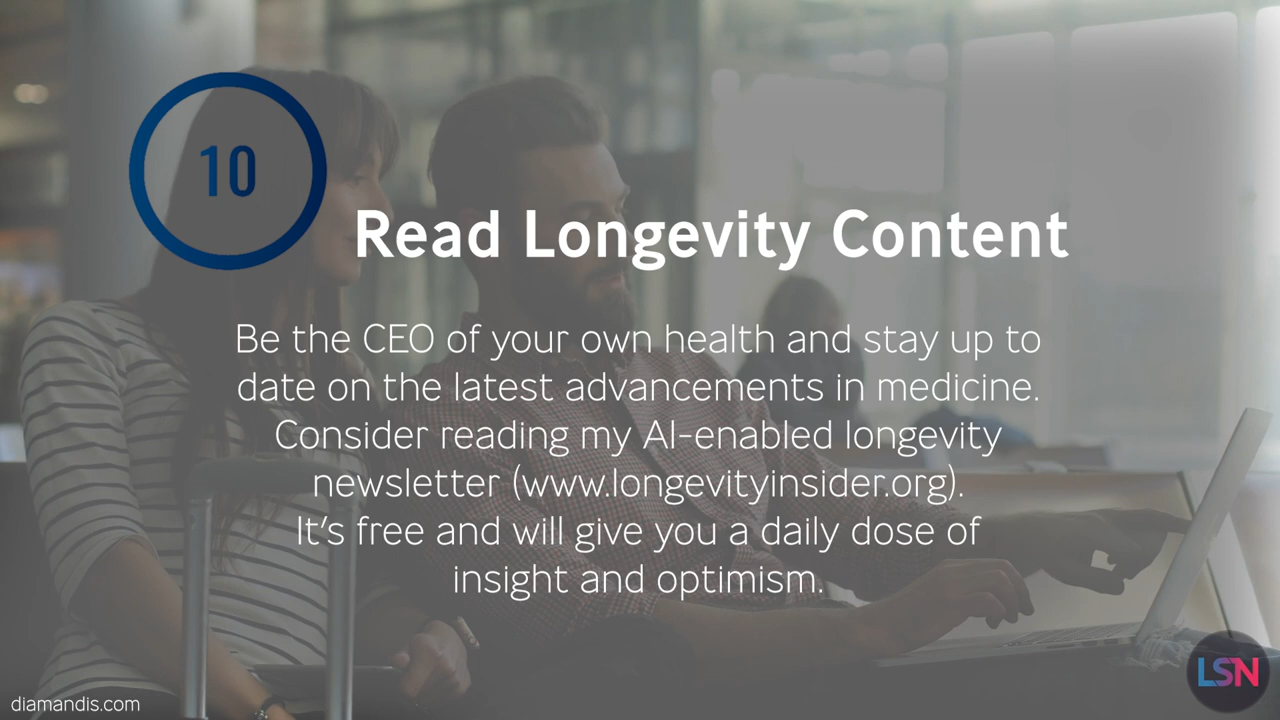 10
Read Longevity Content
Be the CEO of your own health and stay up to
date on the latest advancements in medicine.
Consider reading my AI-enabled longevity
newsletter (www.longevityinsider.org).
It's free and will give you a daily dose of
insight and optimism.
LSN
diamandis.com